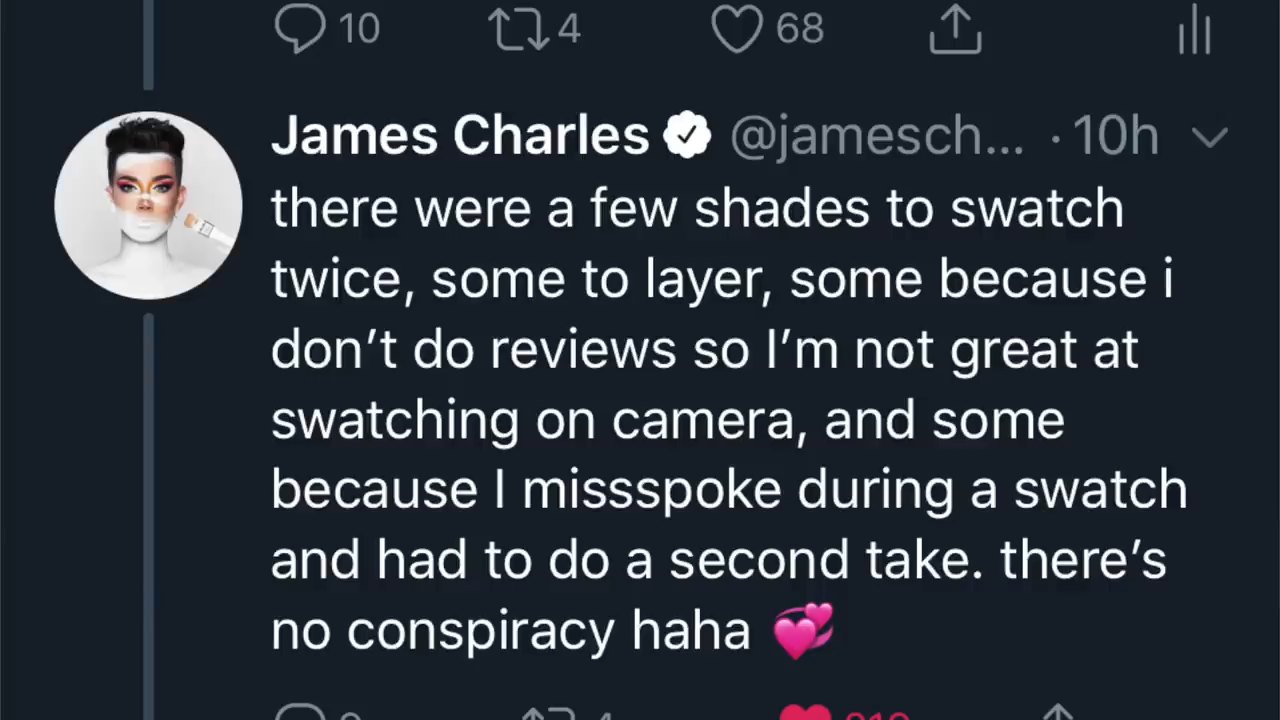 10 4 68
James Charles @jamesch... · 10h
there were a few shades to swatch
twice, some to layer, some because i
don’t do reviews so I’m not great at
swatching on camera, and some
because I missspoke during a swatch
and had to do a second take. there’s
no conspiracy haha